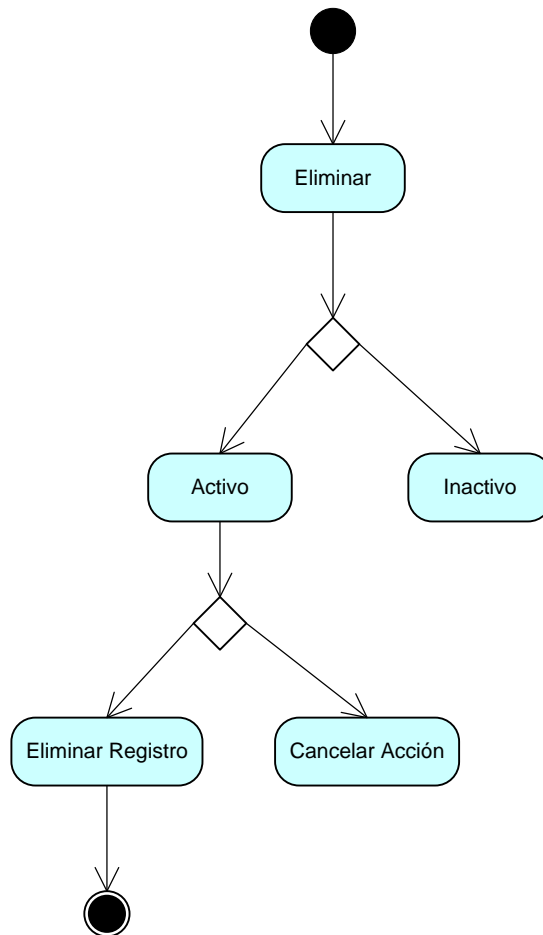 Eliminar
Activo
Inactivo
Eliminar Registro
Cancelar Acción